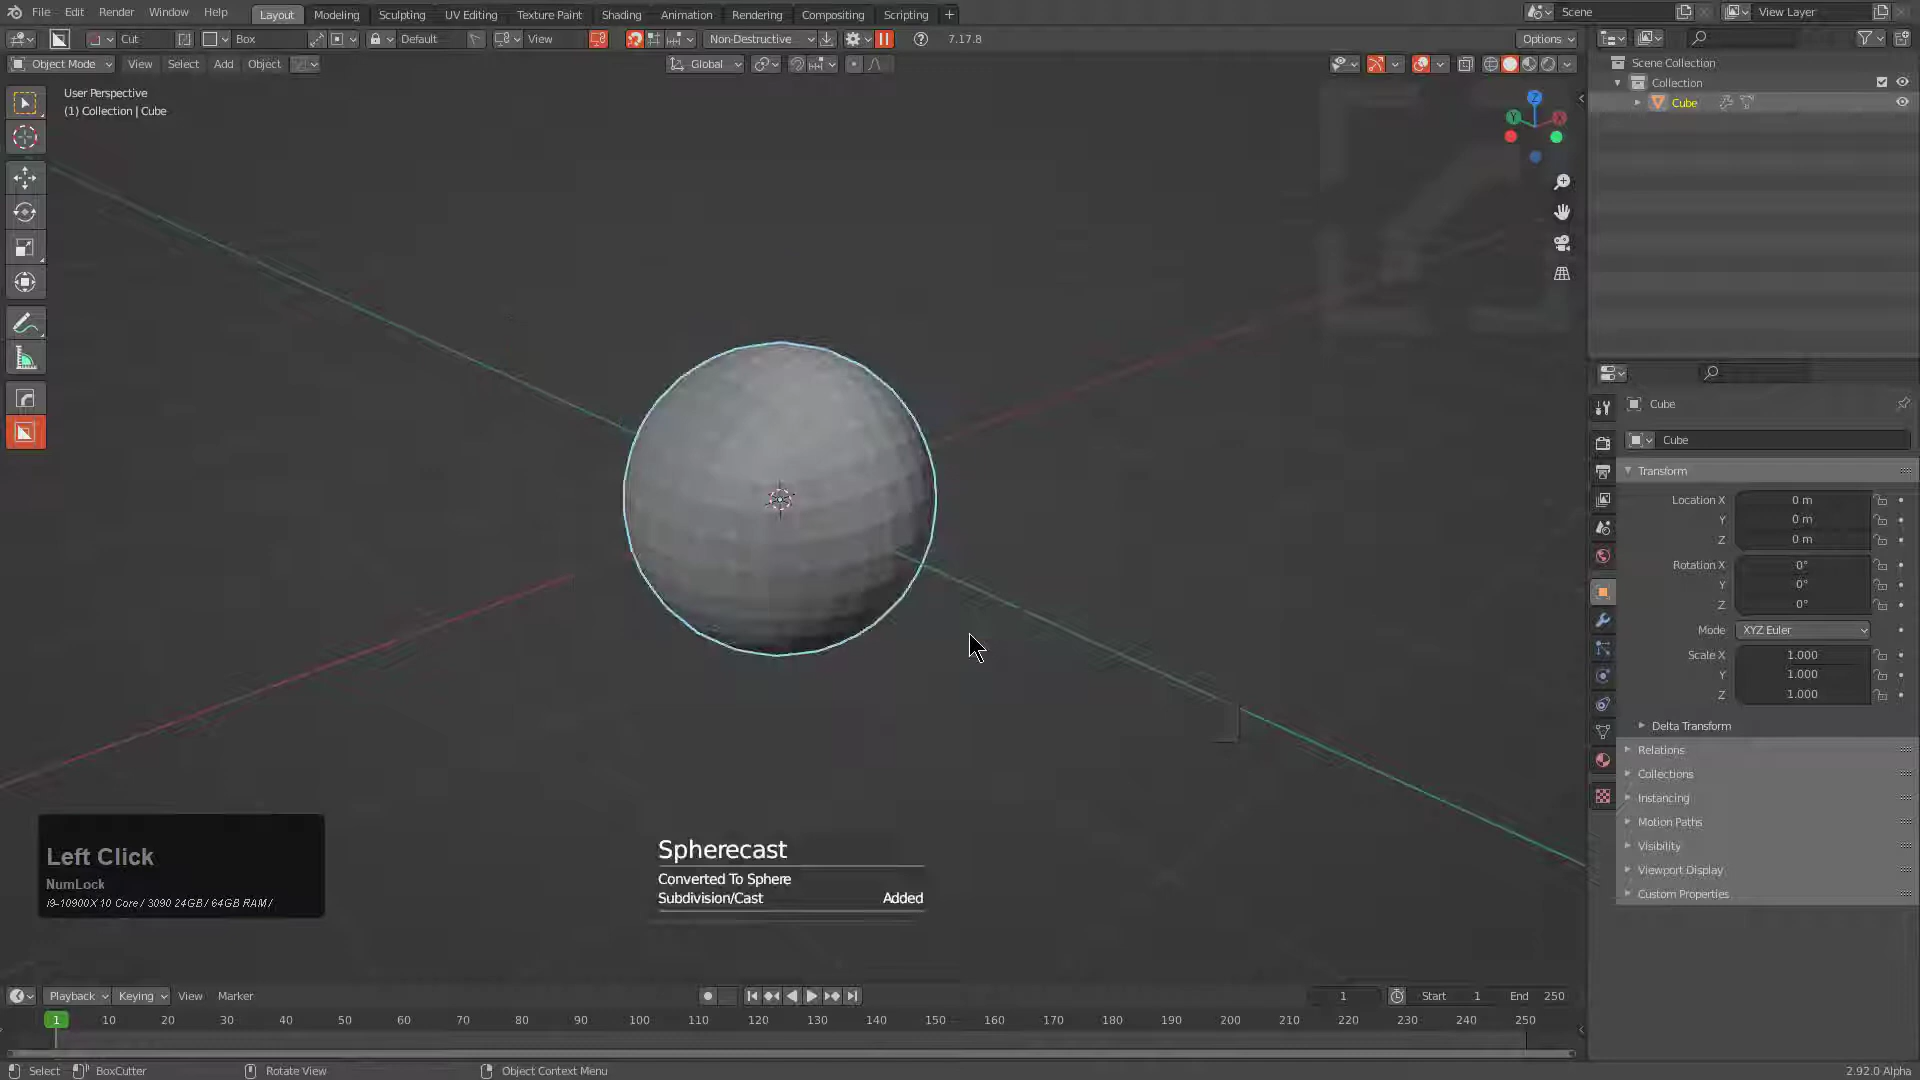 File Edit Render Window Help
Layout Modeling Sculpting UV Editing Texture Paint Shading Animation Rendering Compositing Scripting +
Scene
View Layer
Cut
Box
Default
View
Non-Destructive
7.17.8
Options
Object Mode View Select Add Object
Global
Scene Collection
Collection
Cube
User Perspective
(1) Collection | Cube
Z
Y
X
Cube
Cube
Transform
Location X 0 m
Y 0 m
Z 0 m
Rotation X 0°
Y 0°
Z 0°
Mode XYZ Euler
Scale X 1.000
Y 1.000
Z 1.000
Delta Transform
Relations
Collections
Instancing
Motion Paths
Visibility
Viewport Display
Custom Properties
Left Click
NumLock
i9-10900X 10 Core / 3090 24GB / 64GB RAM /
Spherecast
Converted To Sphere
Subdivision/Cast Added
Playback Keying View Marker
1 Start 1 End 250
1 10 20 30 40 50 60 70 80 90 100 110 120 130 140 150 160 170 180 190 200 210 220 230 240 250
Select BoxCutter Rotate View Object Context Menu 2.92.0 Alpha